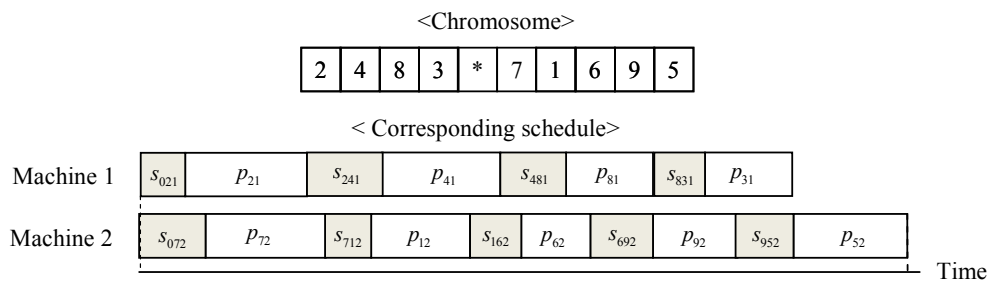 <Chromosome>
2 4 8 3 * 7 1 6 9 5
< Corresponding schedule>
Machine 1 s021 p21 s241 p41 s481 p81 s831 p31
Machine 2 s072 p72 s712 p12 s162 p62 s692 p92 s952 p52
Time